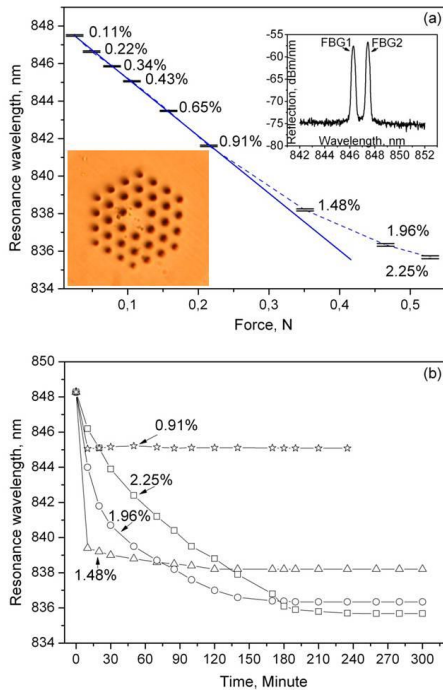 (a)
850
848
846
844
842
840
838
836
834
Resonance wavelength, nm
0.11%
0.22%
0.34%
0.43%
0.65%
0.91%
1.48%
1.96%
2.25%
-55
-60
-65
-70
-75
-80
Reflection, dBm/nm
FBG1
FBG2
Wavelength, nm
842 844 846 848 850 852
0,1 0,2 0,3 0,4 0,5
Force, N
(b)
850
848
846
844
842
840
838
836
834
Resonance wavelength, nm
0.91%
2.25%
1.96%
1.48%
0 30 60 90 120 150 180 210 240 270 300
Time, Minute